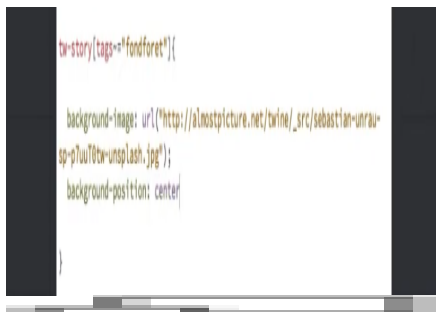 tw-story[tags~="fondforet"]{
background-image: url("http://almostpicture.net/twine/_src/sebastian-unrau-
sp-p7uuT0tw-unsplash.jpg");
background-position: center
}